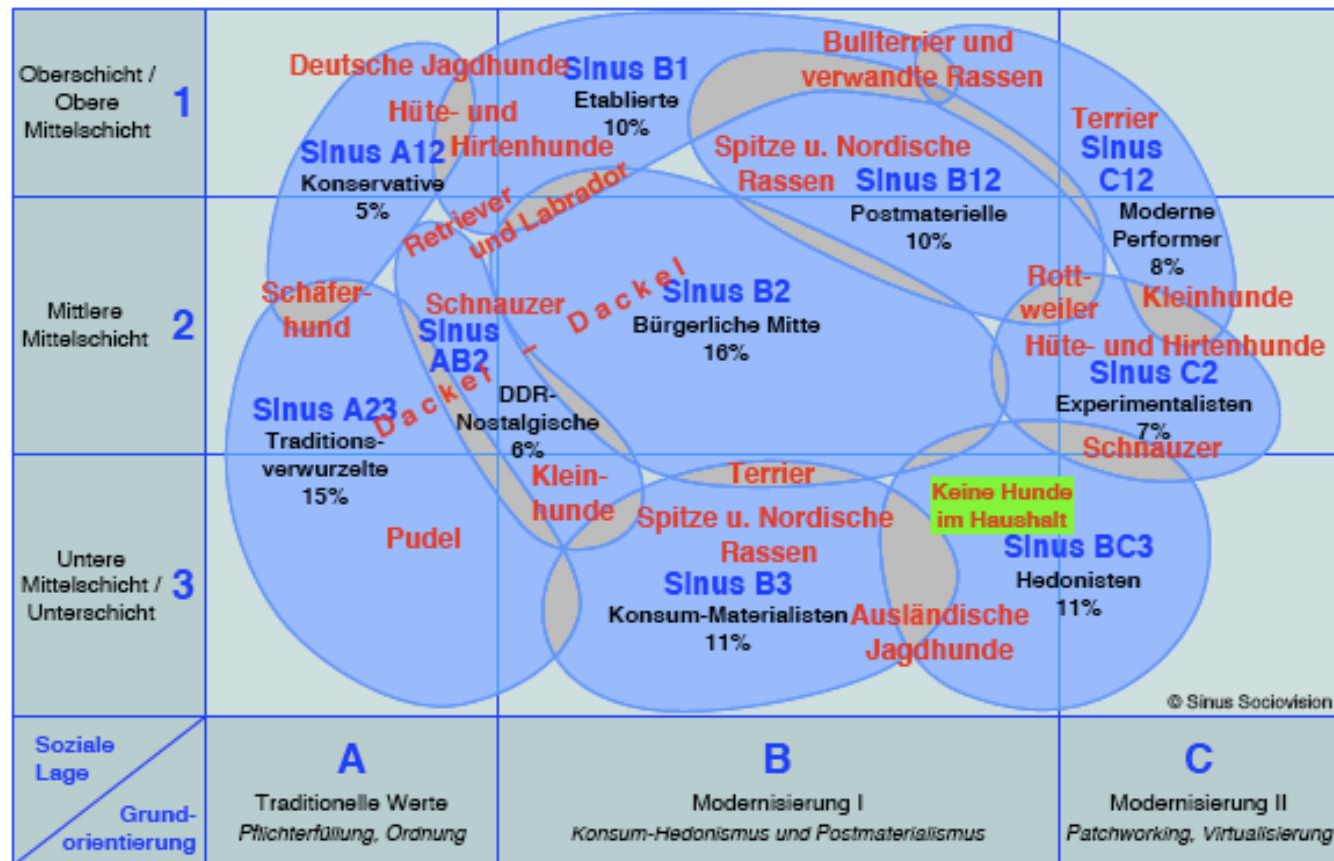 Oberschicht /
Obere
Mittelschicht
1
Mittlere
Mittelschicht
2
Untere
Mittelschicht /
Unterschicht
3
Deutsche Jagdhunde
Hüte- und
Hirtenhunde
Sinus A12
Konservative
5%
Sinus B1
Etablierte
10%
Bullterrier und
verwandte Rassen
Spitze u. Nordische
Rassen
Sinus B12
Postmaterielle
10%
Terrier
Sinus
C12
Moderne
Performer
8%
Retriever
und Labrador
Schäfer-
hund
Schnauzer
Sinus
AB2
DDR-
Nostalgische
6%
Dackel - Dackel
Sinus B2
Bürgerliche Mitte
16%
Rott-
weiler
Kleinhunde
Hüte- und Hirtenhunde
Sinus C2
Experimentalisten
7%
Schnauzer
Sinus A23
Traditions-
verwurzelte
15%
Pudel
Klein-
hunde
Terrier
Spitze u. Nordische
Rassen
Sinus B3
Konsum-Materialisten
11%
Keine Hunde
im Haushalt
Sinus BC3
Hedonisten
11%
Ausländische
Jagdhunde
© Sinus Sociovision
Soziale
Lage
Grund-
orientierung
A
Traditionelle Werte
Pflichterfüllung, Ordnung
B
Modernisierung I
Konsum-Hedonismus und Postmaterialismus
C
Modernisierung II
Patchworking, Virtualisierung